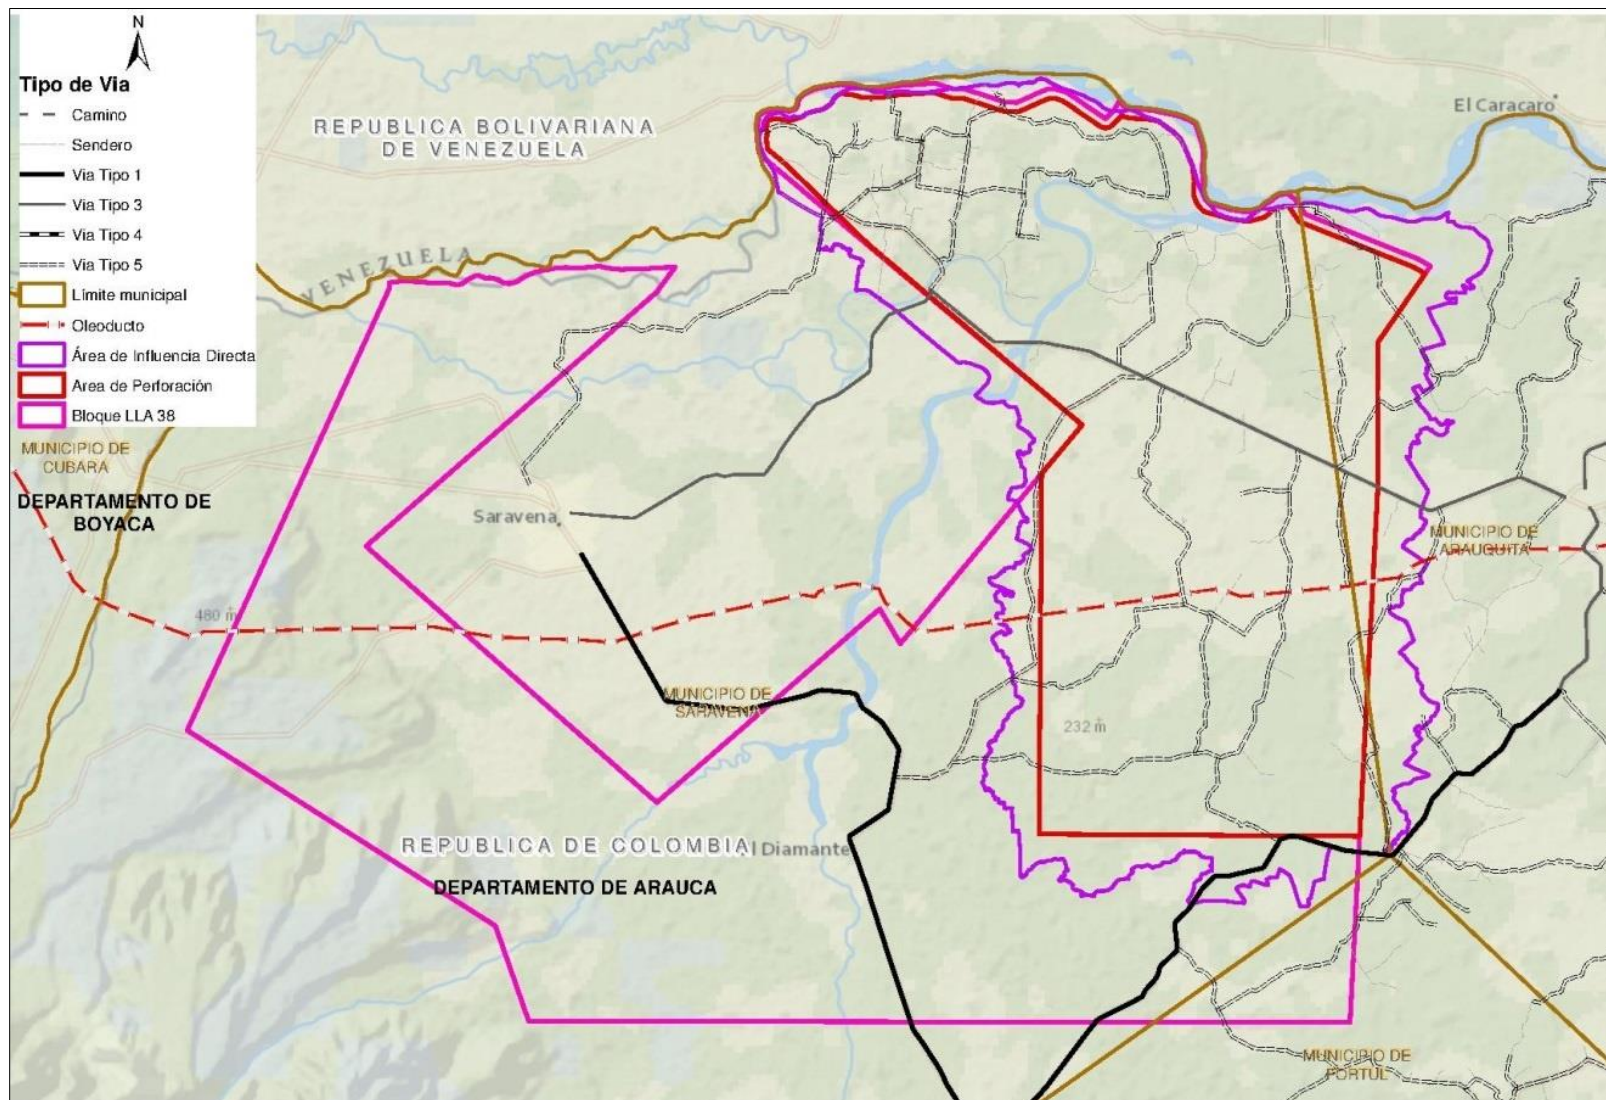 N
Tipo de Via
Camino
Sendero
Via Tipo 1
Via Tipo 3
Via Tipo 4
Via Tipo 5
Límite municipal
Oleoducto
Área de Influencia Directa
Area de Perforación
Bloque LLA 38
REPUBLICA BOLIVARIANA
DE VENEZUELA
El Caracaro
VENEZUELA
MUNICIPIO DE
CUBARA
DEPARTAMENTO DE
BOYACA
Saravena
MUNICIPIO DE
ARAUQUITA
480 m
MUNICIPIO DE
SARAVENA
232 m
REPUBLICA DE COLOMBIA
l Diamante
DEPARTAMENTO DE ARAUCA
MUNICIPIO DE
FORTUL